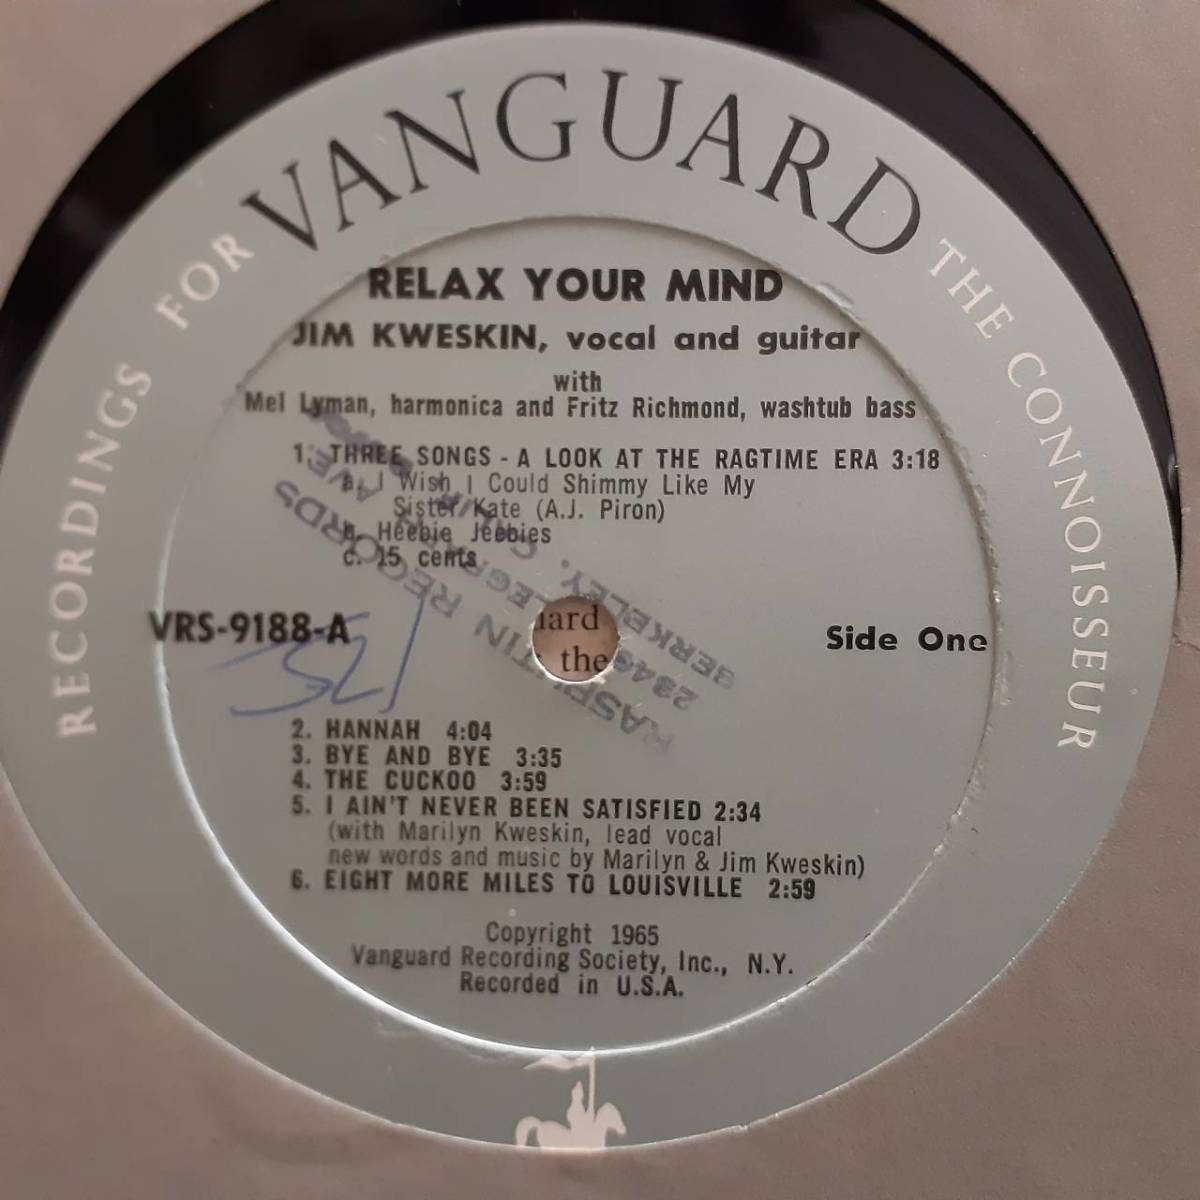 RECORDINGS FOR VANGUARD THE CONNOISSEUR
RELAX YOUR MIND
JIM KWESKIN, vocal and guitar
with
Mel Lyman, harmonica and Fritz Richmond, washtub bass
1. THREE SONGS - A LOOK AT THE RAGTIME ERA 3:18
a. I Wish I Could Shimmy Like My
Sister Kate (A.J. Piron)
b. Heebie Jeebies
c. 15 cents
VRS-9188-A
Side One
ard
the
RASPUTIN RECORDS
BERKELEY,
2. HANNAH 4:04
3. BYE AND BYE 3:35
4. THE CUCKOO 3:59
5. I AIN'T NEVER BEEN SATISFIED 2:34
(with Marilyn Kweskin, lead vocal
new words and music by Marilyn & Jim Kweskin)
6. EIGHT MORE MILES TO LOUISVILLE 2:59
Copyright 1965
Vanguard Recording Society, Inc., N.Y.
Recorded in U.S.A.